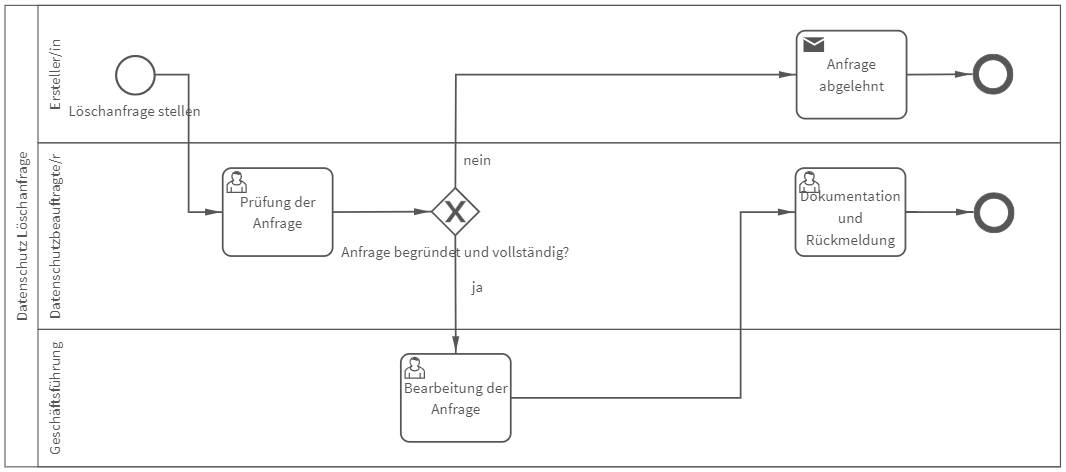 Datenschutz Löschanfrage
Ersteller/in
Löschanfrage stellen
Anfrage
abgelehnt
Datenschutzbeauftragte/r
nein
Prüfung der
Anfrage
X
Anfrage begründet und vollständig?
ja
Dokumentation
und
Rückmeldung
Geschäftsführung
Bearbeitung der
Anfrage